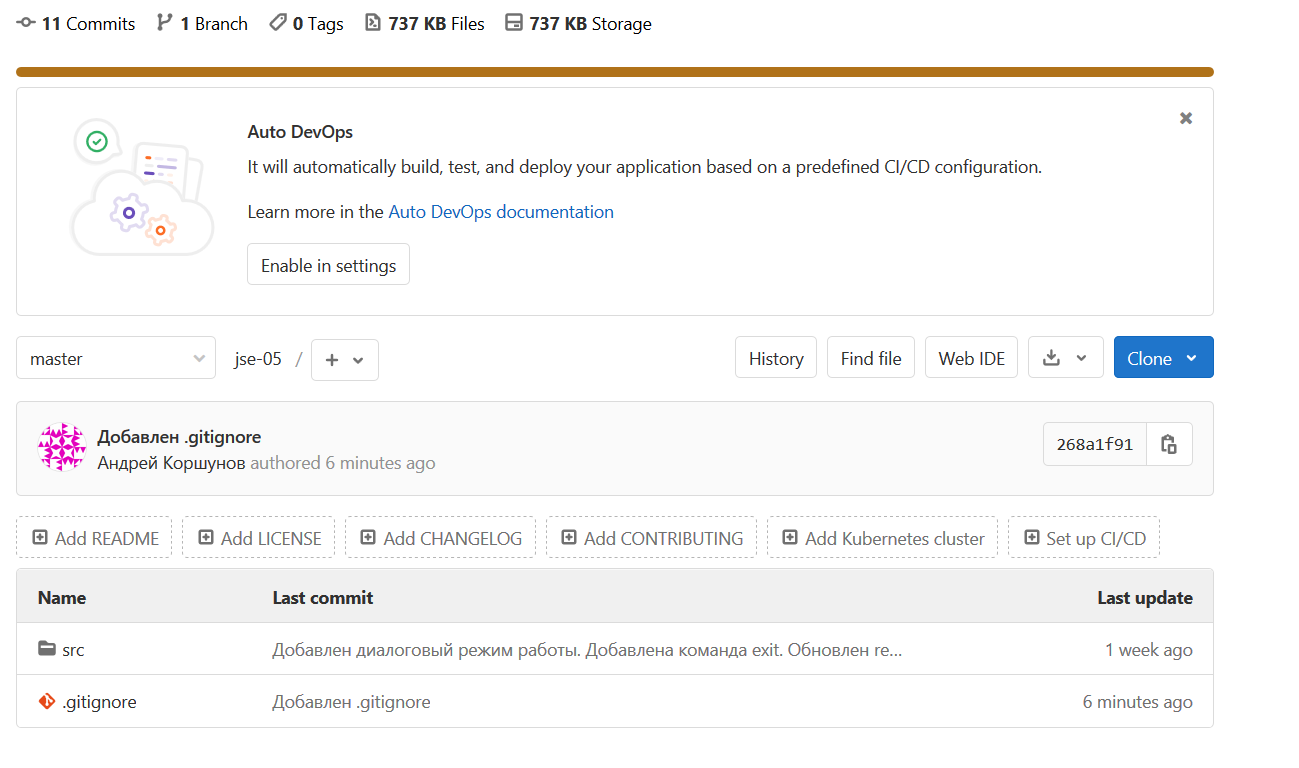 11 Commits 1 Branch 0 Tags 737 KB Files 737 KB Storage
Auto DevOps
It will automatically build, test, and deploy your application based on a predefined CI/CD configuration.
Learn more in the Auto DevOps documentation
Enable in settings
master jse-05 / + History Find file Web IDE Clone
Добавлен .gitignore
Андрей Коршунов authored 6 minutes ago
268a1f91
Add README Add LICENSE Add CHANGELOG Add CONTRIBUTING Add Kubernetes cluster Set up CI/CD
Name Last commit Last update
src Добавлен диалоговый режим работы. Добавлена команда exit. Обновлен re... 1 week ago
.gitignore Добавлен .gitignore 6 minutes ago